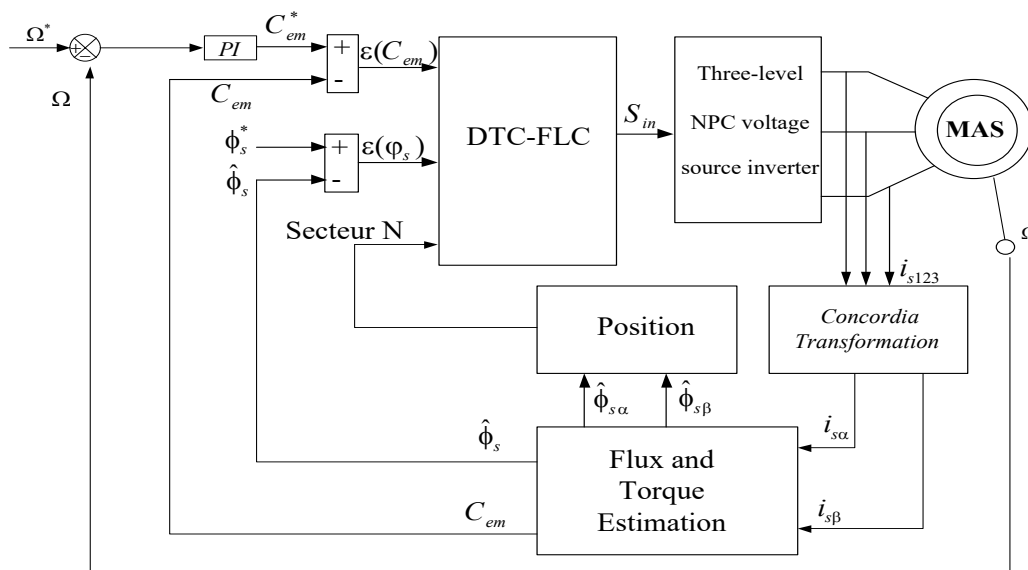 Ω*
+
-
Ω
PI
C*em
+
-
ε(Cem)
Cem
ϕ*s
ϕ̂s
+
-
ε(φs)
Secteur N
DTC-FLC
Sin
Three-level
NPC voltage
source inverter
MAS
Ω
is123
Concordia
Transformation
Position
ϕ̂sα
ϕ̂sβ
isα
isβ
ϕ̂s
Cem
Flux and
Torque
Estimation